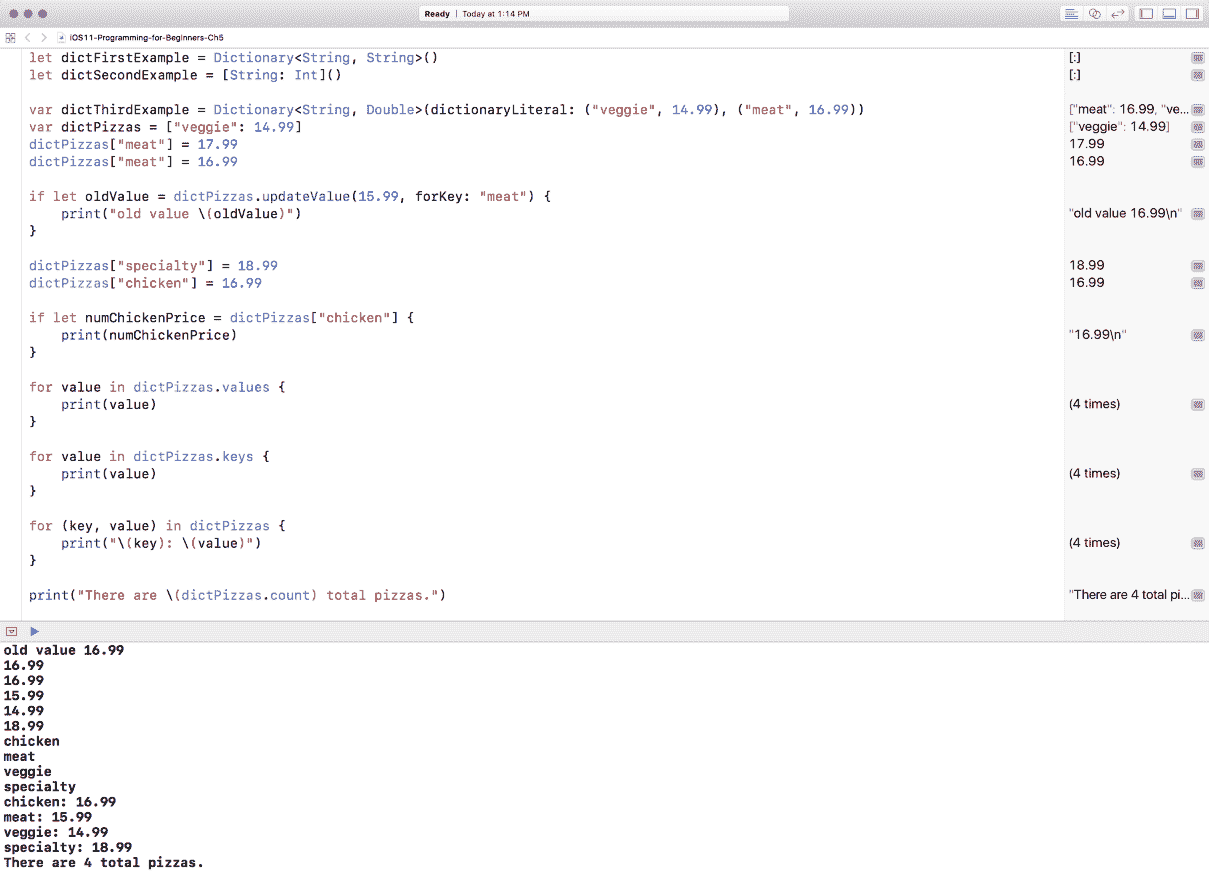 Ready | Today at 1:14 PM
iOS11-Programming-for-Beginners-Ch5
let dictFirstExample = Dictionary<String, String>()
[:]
let dictSecondExample = [String: Int]()
[:]
var dictThirdExample = Dictionary<String, Double>(dictionaryLiteral: ("veggie", 14.99), ("meat", 16.99))
["meat": 16.99, "ve...
var dictPizzas = ["veggie": 14.99]
["veggie": 14.99]
dictPizzas["meat"] = 17.99
17.99
dictPizzas["meat"] = 16.99
16.99
if let oldValue = dictPizzas.updateValue(15.99, forKey: "meat") {
    print("old value \(oldValue)")
"old value 16.99\n"
}
dictPizzas["specialty"] = 18.99
18.99
dictPizzas["chicken"] = 16.99
16.99
if let numChickenPrice = dictPizzas["chicken"] {
    print(numChickenPrice)
"16.99\n"
}
for value in dictPizzas.values {
    print(value)
(4 times)
}
for value in dictPizzas.keys {
    print(value)
(4 times)
}
for (key, value) in dictPizzas {
    print("\(key): \(value)")
(4 times)
}
print("There are \(dictPizzas.count) total pizzas.")
"There are 4 total pi...
old value 16.99
16.99
16.99
15.99
14.99
18.99
chicken
meat
veggie
specialty
chicken: 16.99
meat: 15.99
veggie: 14.99
specialty: 18.99
There are 4 total pizzas.